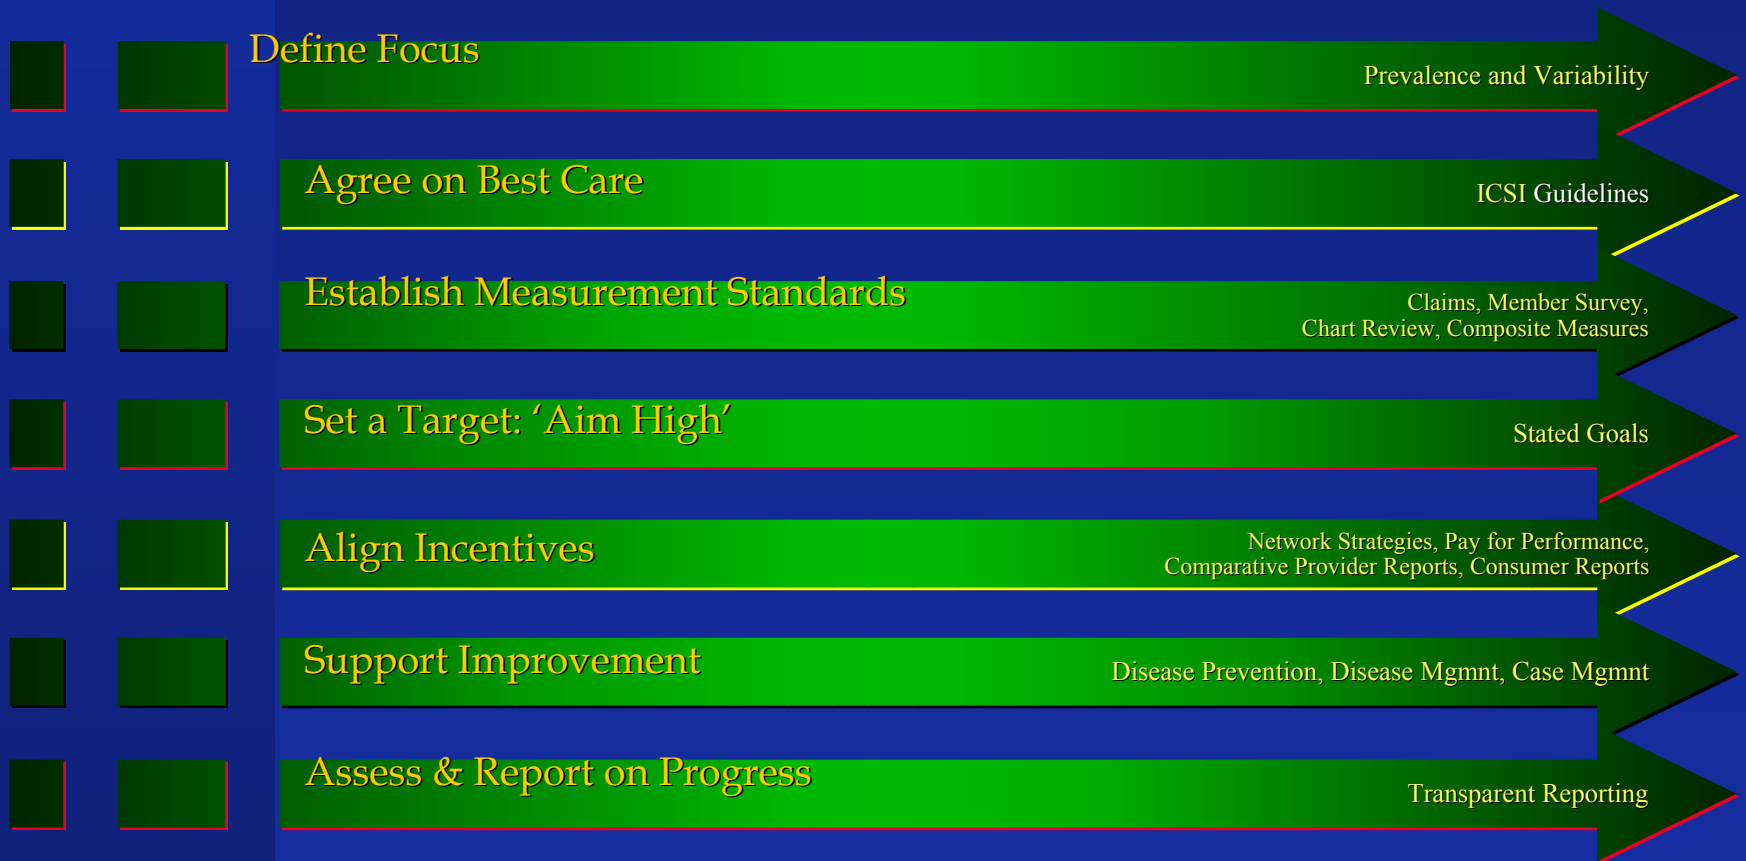 Define Focus
Prevalence and Variability
Agree on Best Care
ICSI Guidelines
Establish Measurement Standards
Claims, Member Survey,
Chart Review, Composite Measures
Set a Target: ‘Aim High’
Stated Goals
Align Incentives
Network Strategies, Pay for Performance,
Comparative Provider Reports, Consumer Reports
Support Improvement
Disease Prevention, Disease Mgmnt, Case Mgmnt
Assess & Report on Progress
Transparent Reporting